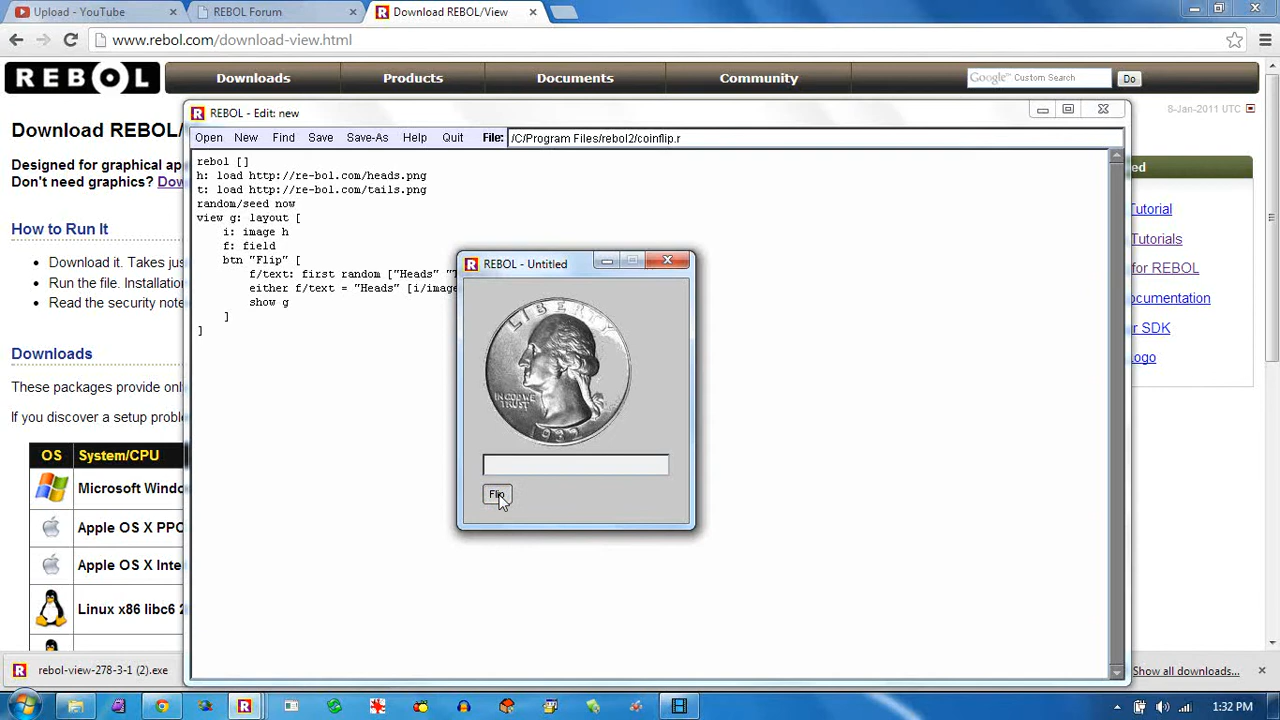 Upload - YouTube
REBOL Forum
Download REBOL/View
www.rebol.com/download-view.html
REBOL
Downloads
Products
Documents
Community
Google™ Custom Search
Do
8-Jan-2011 UTC
Download REBOL/
Designed for graphical ap
Don't need graphics? Dow
How to Run It
Download it. Takes jus
Run the file. Installatio
Read the security note
Downloads
These packages provide onl
If you discover a setup proble
OS System/CPU
Microsoft Windo
Apple OS X PPC
Apple OS X Inte
Linux x86 libc6 2
REBOL - Edit: new
Open New Find Save Save-As Help Quit File: /C/Program Files/rebol2/coinflip.r
rebol []
h: load http://re-bol.com/heads.png
t: load http://re-bol.com/tails.png
random/seed now
view g: layout [
i: image h
f: field
btn "Flip" [
f/text: first random ["Heads" "T
either f/text = "Heads" [i/image
show g
]
]
REBOL - Untitled
LIBERTY
IN GOD WE
TRUST
1932
Flip
ed
Tutorial
Tutorials
for REBOL
ocumentation
r SDK
Logo
rebol-view-278-3-1 (2).exe
Show all downloads...
1:32 PM